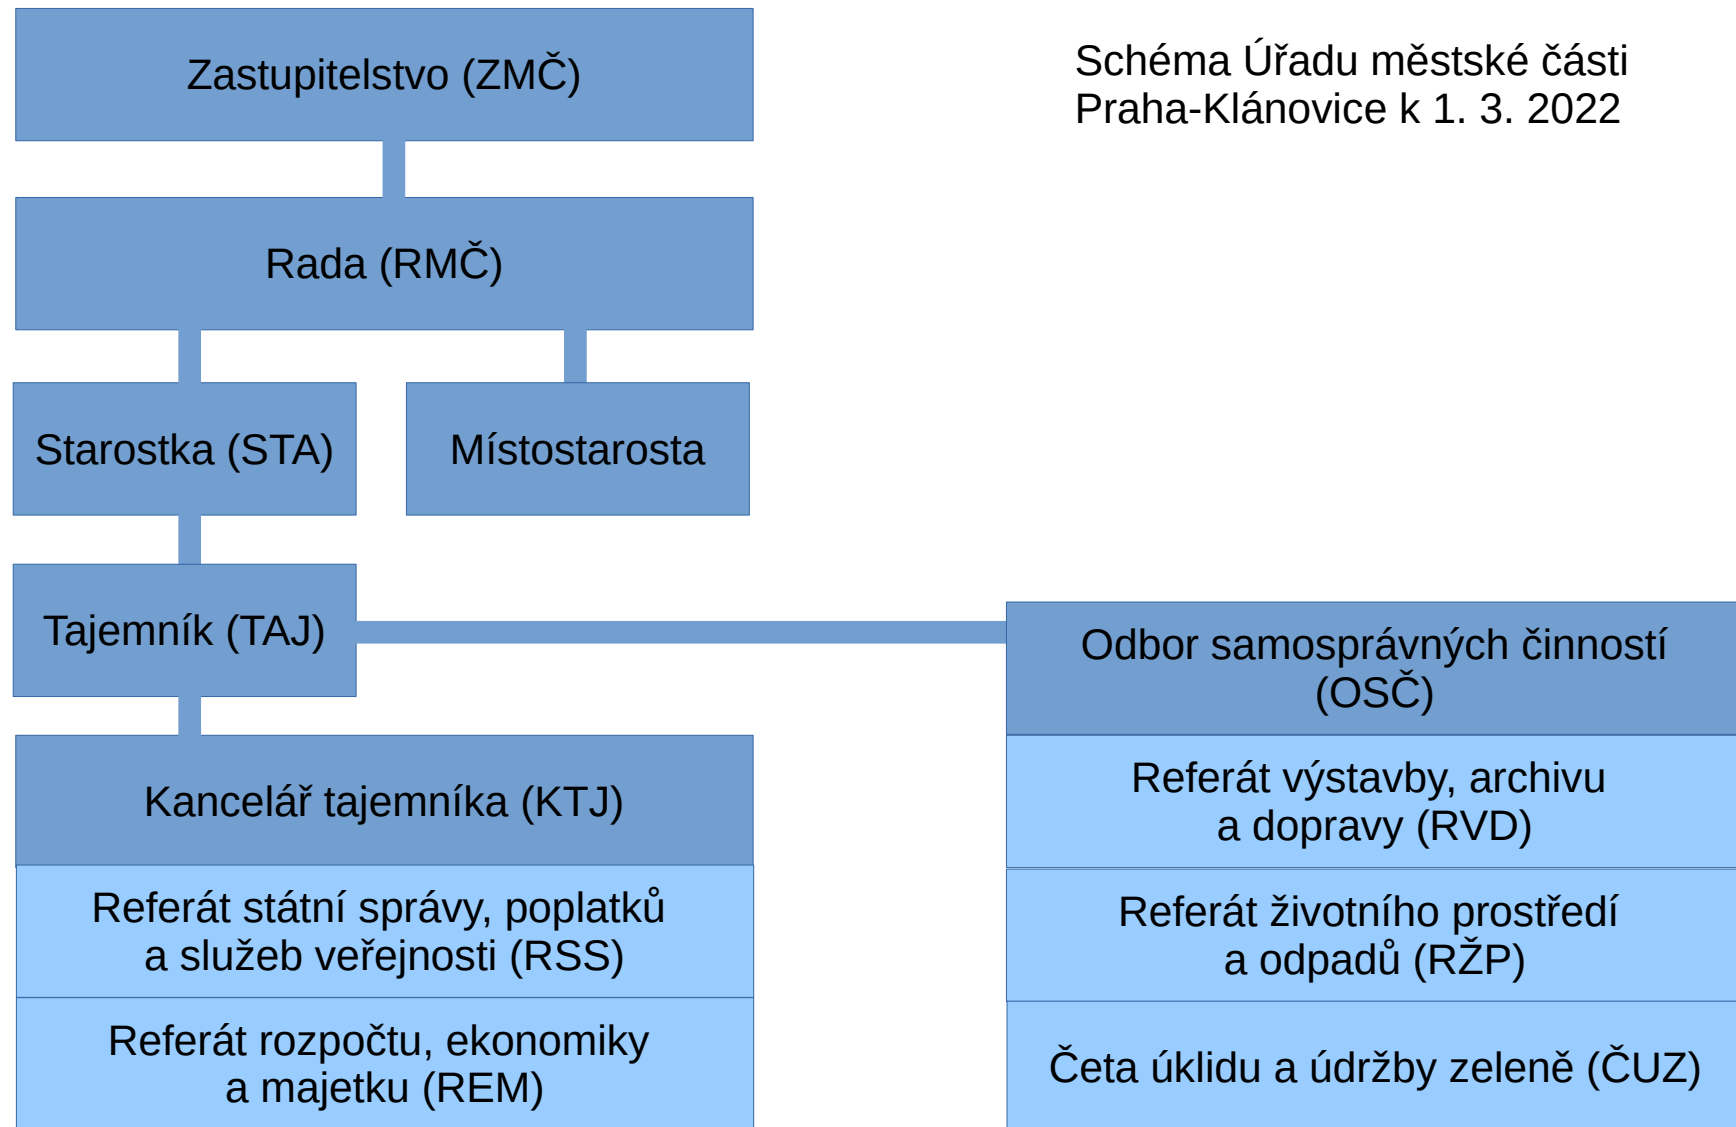 Zastupitelstvo (ZMČ)
Schéma Úřadu městské části
Praha-Klánovice k 1. 3. 2022
Rada (RMČ)
Starostka (STA)
Místostarosta
Tajemník (TAJ)
Kancelář tajemníka (KTJ)
Referát státní správy, poplatků
a služeb veřejnosti (RSS)
Referát rozpočtu, ekonomiky
a majetku (REM)
Odbor samosprávných činností
(OSČ)
Referát výstavby, archivu
a dopravy (RVD)
Referát životního prostředí
a odpadů (RŽP)
Četa úklidu a údržby zeleně (ČUZ)